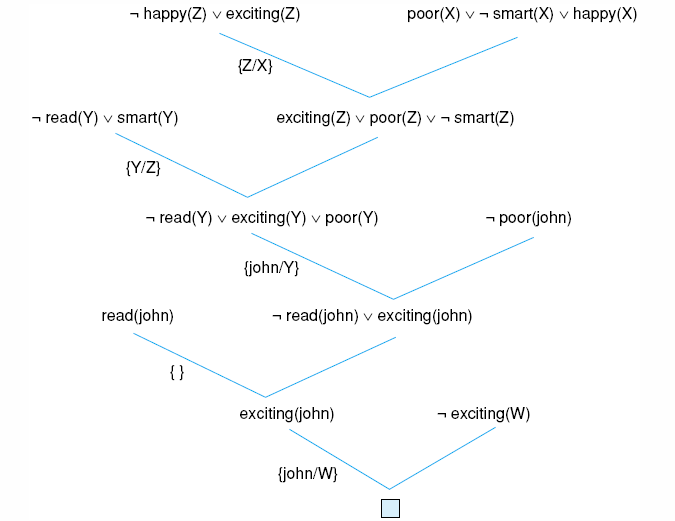 ¬ happy(Z) ∨ exciting(Z) poor(X) ∨ ¬ smart(X) ∨ happy(X)
{Z/X}
¬ read(Y) ∨ smart(Y) exciting(Z) ∨ poor(Z) ∨ ¬ smart(Z)
{Y/Z}
¬ read(Y) ∨ exciting(Y) ∨ poor(Y) ¬ poor(john)
{john/Y}
read(john) ¬ read(john) ∨ exciting(john)
{ }
exciting(john) ¬ exciting(W)
{john/W}